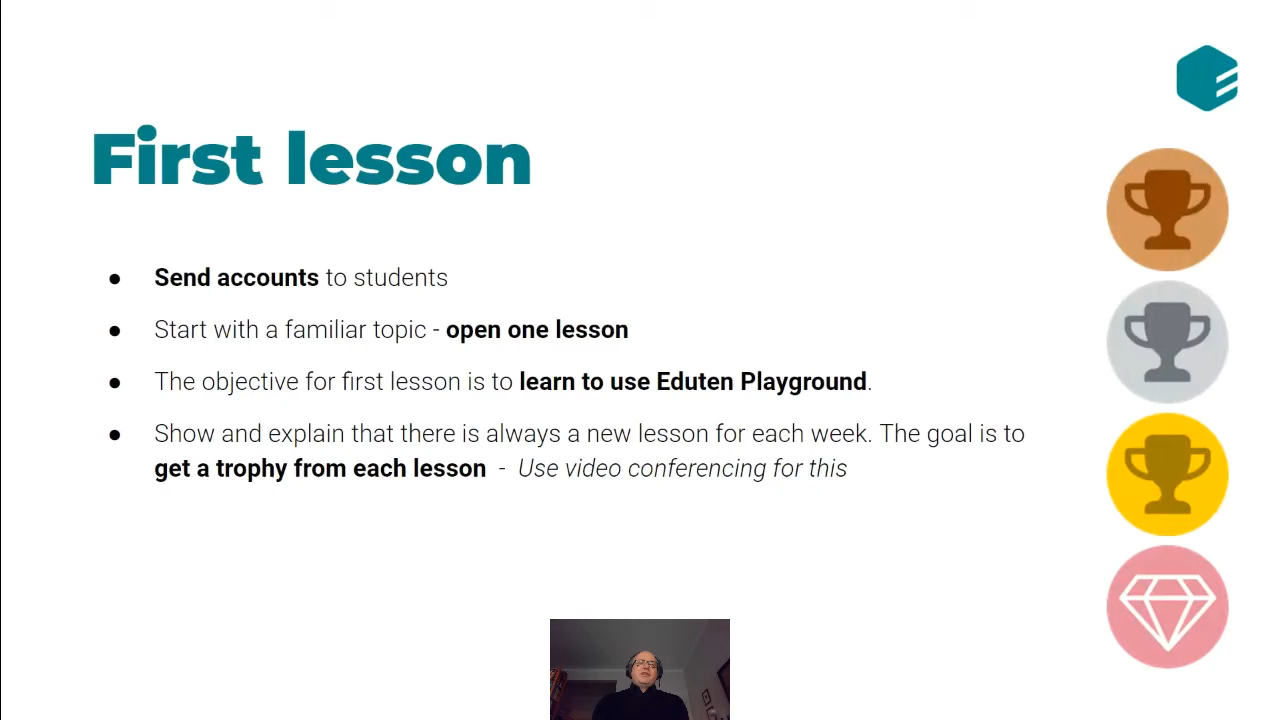 First lesson
● Send accounts to students
● Start with a familiar topic - open one lesson
● The objective for first lesson is to learn to use Eduten Playground.
● Show and explain that there is always a new lesson for each week. The goal is to
get a trophy from each lesson - Use video conferencing for this